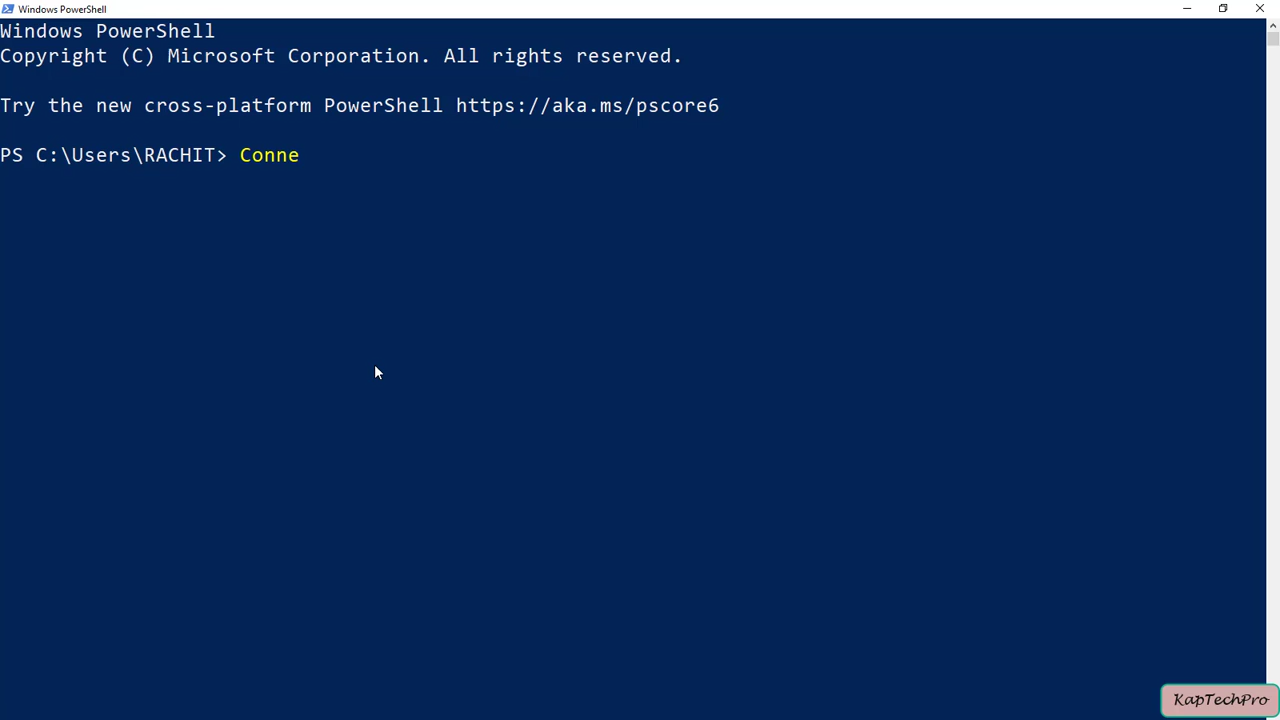 Windows PowerShell
Windows PowerShell
Copyright (C) Microsoft Corporation. All rights reserved.
Try the new cross-platform PowerShell https://aka.ms/pscore6
PS C:\Users\RACHIT> Conne
KapTechPro